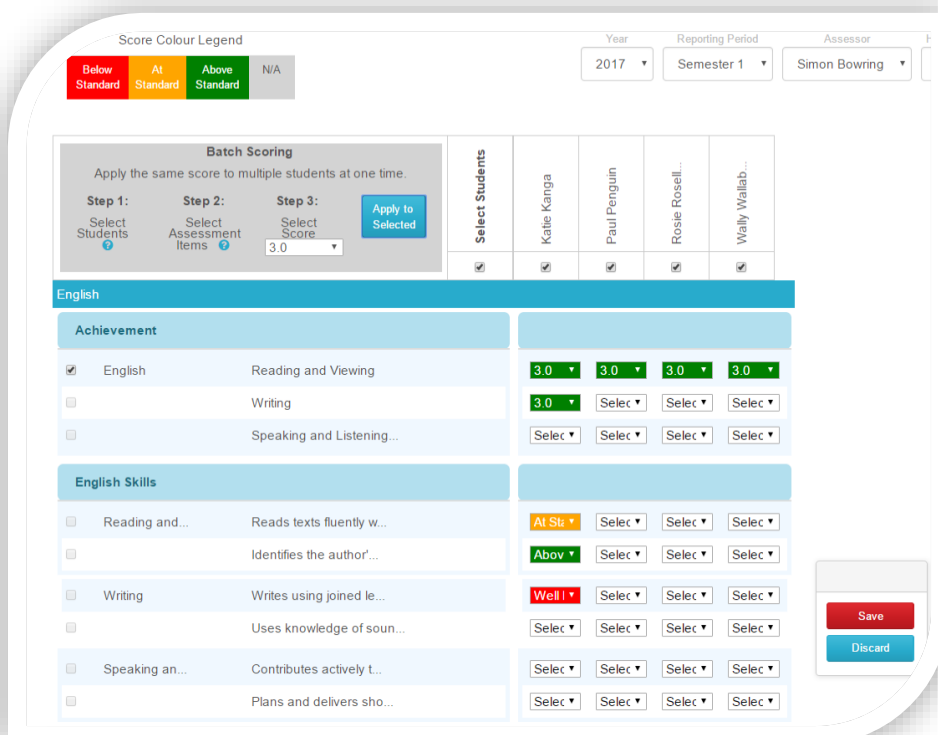 Score Colour Legend
Below Standard
At Standard
Above Standard
N/A
Year
Reporting Period
Assessor
H
2017
Semester 1
Simon Bowring
Batch Scoring
Apply the same score to multiple students at one time.
Step 1:
Select
Students
?
Step 2:
Select
Assessment
Items ?
Step 3:
Select
Score
3.0
Apply to
Selected
Select Students
Katie Kanga
Paul Penguin
Rosie Rosell...
Wally Wallab...
English
Achievement
English Reading and Viewing 3.0 3.0 3.0 3.0
Writing 3.0 Selec Selec Selec
Speaking and Listening... Selec Selec Selec Selec
English Skills
Reading and... Reads texts fluently w... At Sta Selec Selec Selec
Identifies the author'... Abov Selec Selec Selec
Writing Writes using joined le... Well Selec Selec Selec
Uses knowledge of soun... Selec Selec Selec Selec
Speaking an... Contributes actively t... Selec Selec Selec Selec
Plans and delivers sho... Selec Selec Selec Selec
Save
Discard